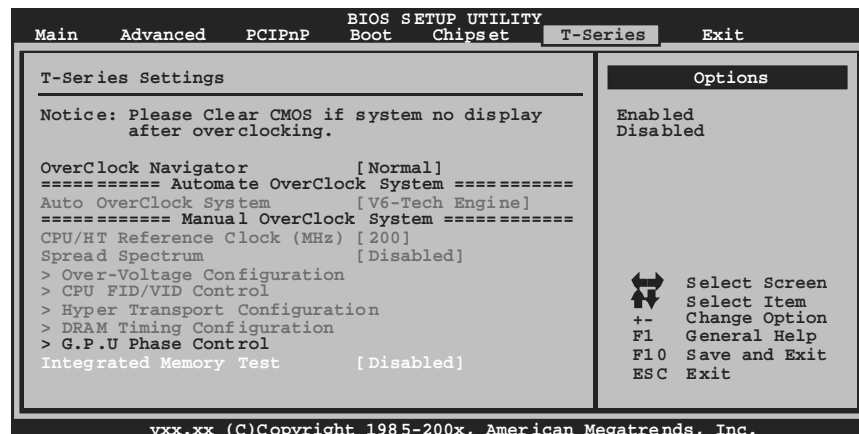 BIOS SETUP UTILITY
Main Advanced PCIPnP Boot Chipset T-Series Exit
T-Series Settings
Notice: Please Clear CMOS if system no display
after overclocking.
OverClock Navigator [Normal]
=========== Automate OverClock System ===========
Auto OverClock System [V6-Tech Engine]
============ Manual OverClock System ============
CPU/HT Reference Clock (MHz) [200]
Spread Spectrum [Disabled]
> Over-Voltage Configuration
> CPU FID/VID Control
> Hyper Transport Configuration
> DRAM Timing Configuration
> G.P.U Phase Control
Integrated Memory Test [Disabled]
Options
Enabled
Disabled
Select Screen
Select Item
+- Change Option
F1 General Help
F10 Save and Exit
ESC Exit
vxx.xx (C)Copyright 1985-200x, American Megatrends, Inc.